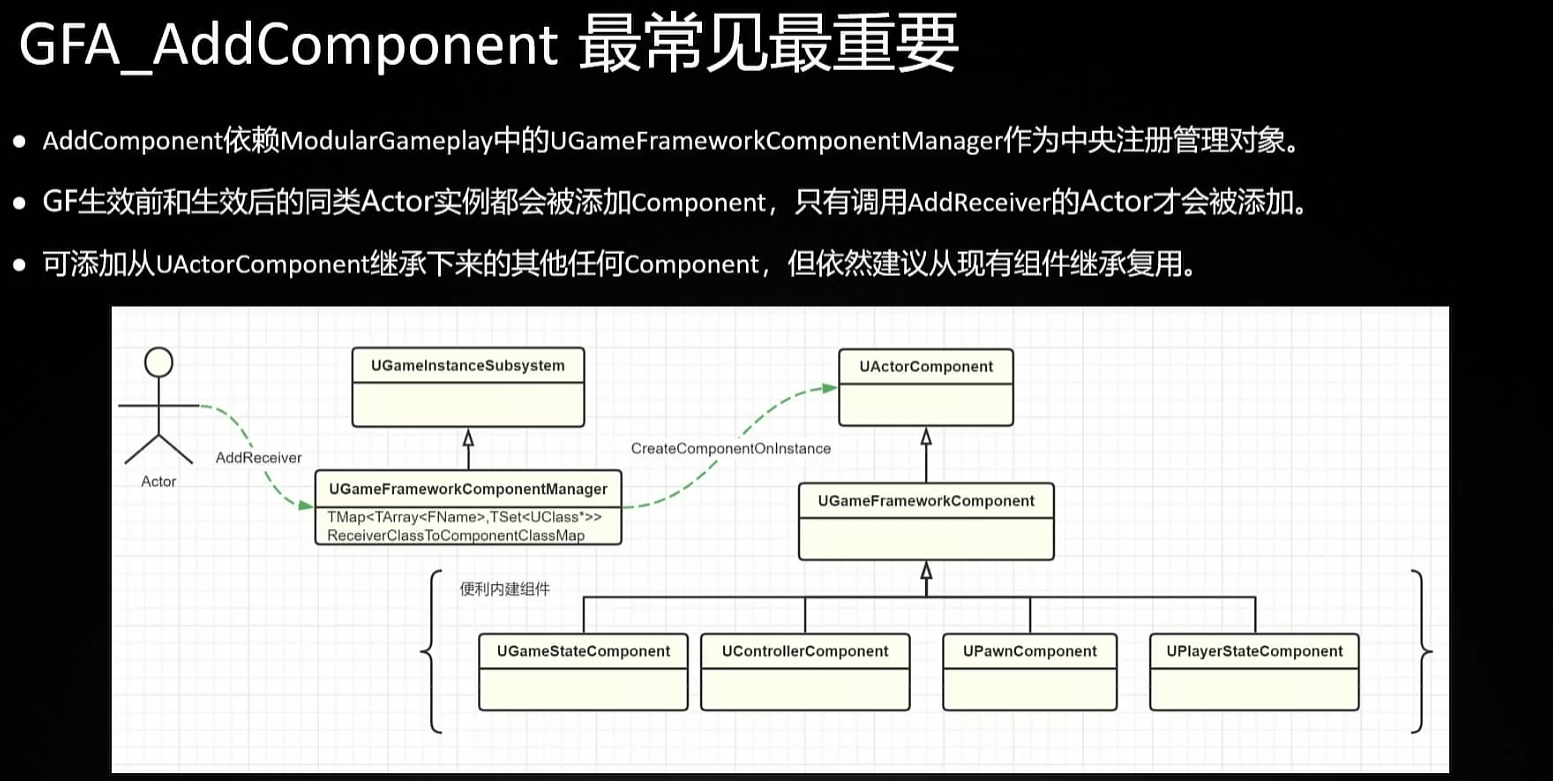 GFA_AddComponent 最常见最重要
● AddComponent依赖ModularGameplay中的UGameFrameworkComponentManager作为中央注册管理对象。
● GF生效前和生效后的同类Actor实例都会被添加Component，只有调用AddReceiver的Actor才会被添加。
● 可添加从UActorComponent继承下来的其他任何Component，但依然建议从现有组件继承复用。
UGameInstanceSubsystem
UActorComponent
CreateComponentOnInstance
AddReceiver
Actor
UGameFrameworkComponentManager
TMap<TArray<FName>,TSet<UClass*>>
ReceiverClassToComponentClassMap
UGameFrameworkComponent
便利内建组件
UGameStateComponent
UControllerComponent
UPawnComponent
UPlayerStateComponent